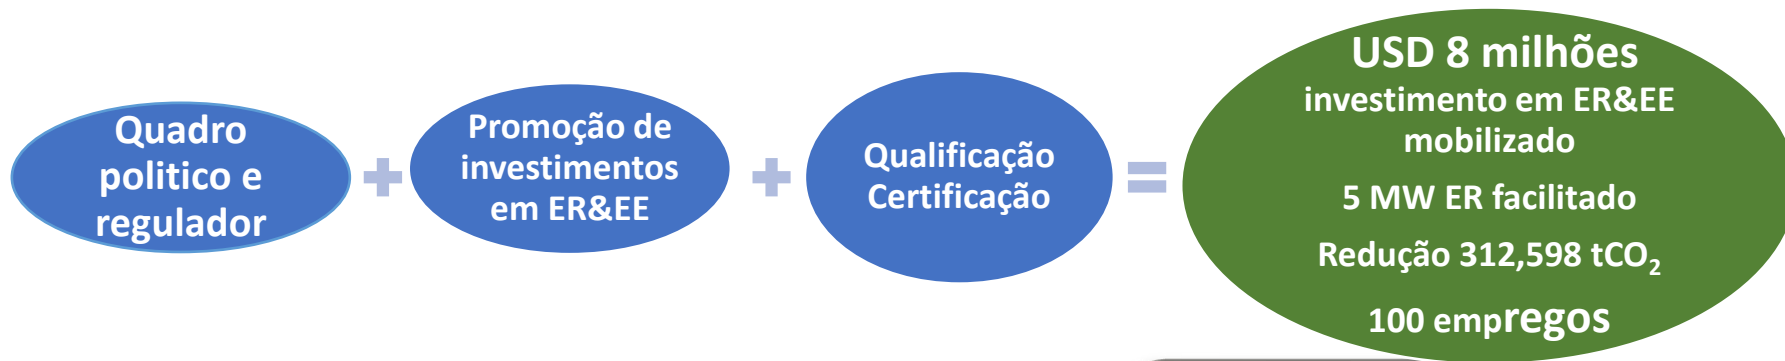 Quadro
politico e
regulador
+
Promoção de
investimentos
em ER&EE
+
Qualificação
Certificação
=
USD 8 milhões
investimento em ER&EE
mobilizado
5 MW ER facilitado
Redução 312,598 tCO₂
100 empregos